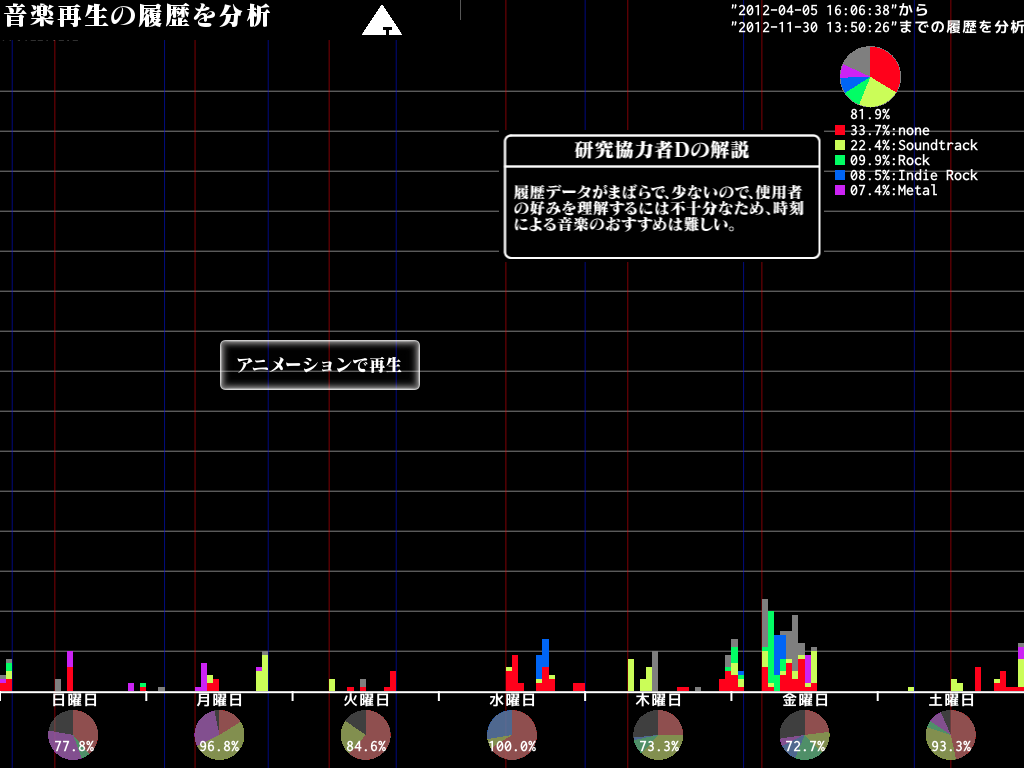 音楽再生の履歴を分析
"2012-04-05 16:06:38"から
"2012-11-30 13:50:26"までの履歴を分析
81.9%
33.7%:none
22.4%:Soundtrack
09.9%:Rock
08.5%:Indie Rock
07.4%:Metal
研究協力者Dの解説
履歴データがまばらで、少ないので、使用者
の好みを理解するには不十分なため、時刻
による音楽のおすすめは難しい。
アニメーションで再生
日曜日 月曜日 火曜日 水曜日 木曜日 金曜日 土曜日
77.8% 96.8% 84.6% 100.0% 73.3% 72.7% 93.3%